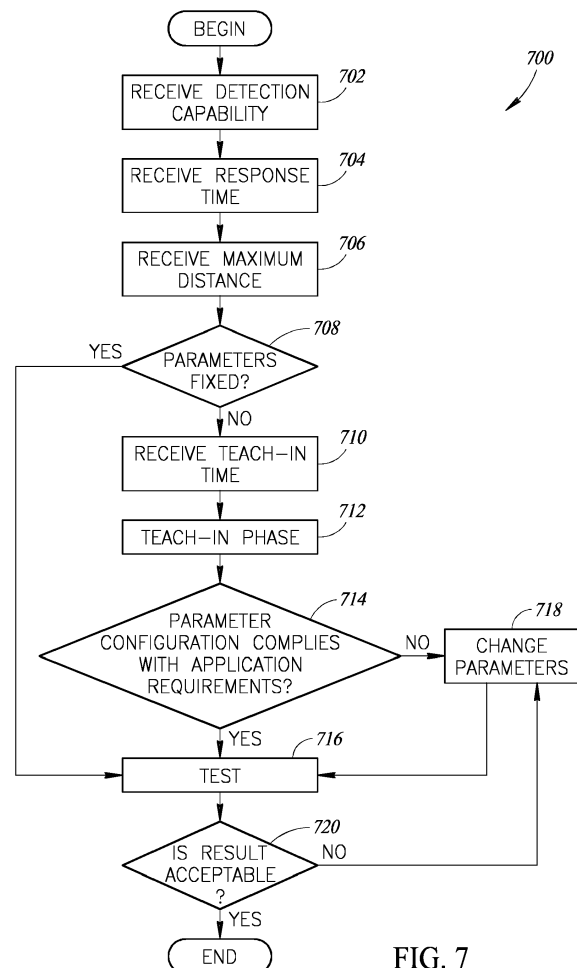 BEGIN
700
702
RECEIVE DETECTION
CAPABILITY
704
RECEIVE RESPONSE
TIME
706
RECEIVE MAXIMUM
DISTANCE
708
YES
PARAMETERS
FIXED?
NO
710
RECEIVE TEACH-IN
TIME
712
TEACH-IN PHASE
714
PARAMETER
CONFIGURATION COMPLIES
WITH APPLICATION
REQUIREMENTS?
NO
718
CHANGE
PARAMETERS
YES
716
TEST
720
IS RESULT
ACCEPTABLE
?
NO
YES
END
FIG. 7